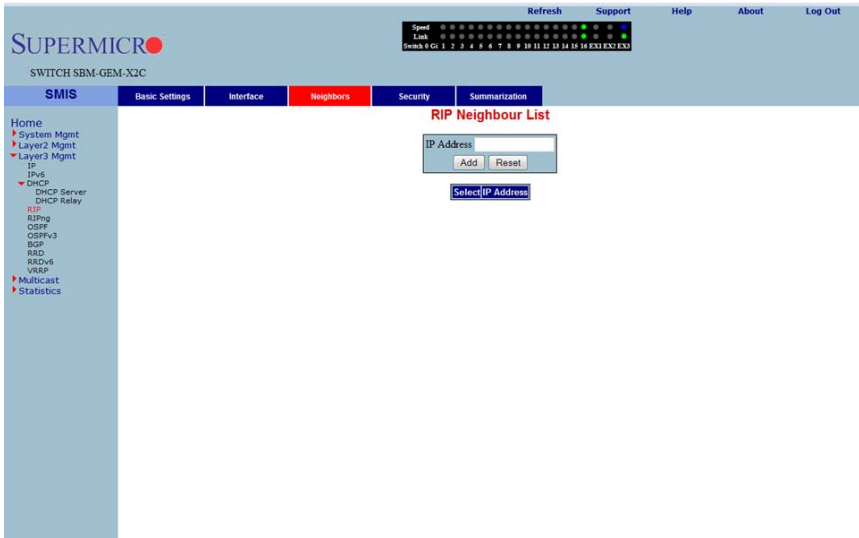 Refresh Support Help About Log Out
SUPERMICRO
Speed
Link
Switch 0 Gi 1 2 3 4 5 6 7 8 9 10 11 12 13 14 15 16 EX1 EX2 EX3
SWITCH SBM-GEM-X2C
SMIS
Basic Settings Interface Neighbors Security Summarization
Home
System Mgmt
Layer2 Mgmt
Layer3 Mgmt
IP
IPv6
DHCP
DHCP Server
DHCP Relay
RIP
RIPng
OSPF
OSPFv3
BGP
RRD
RRDv6
VRRP
Multicast
Statistics
RIP Neighbour List
IP Address
Add Reset
Select IP Address